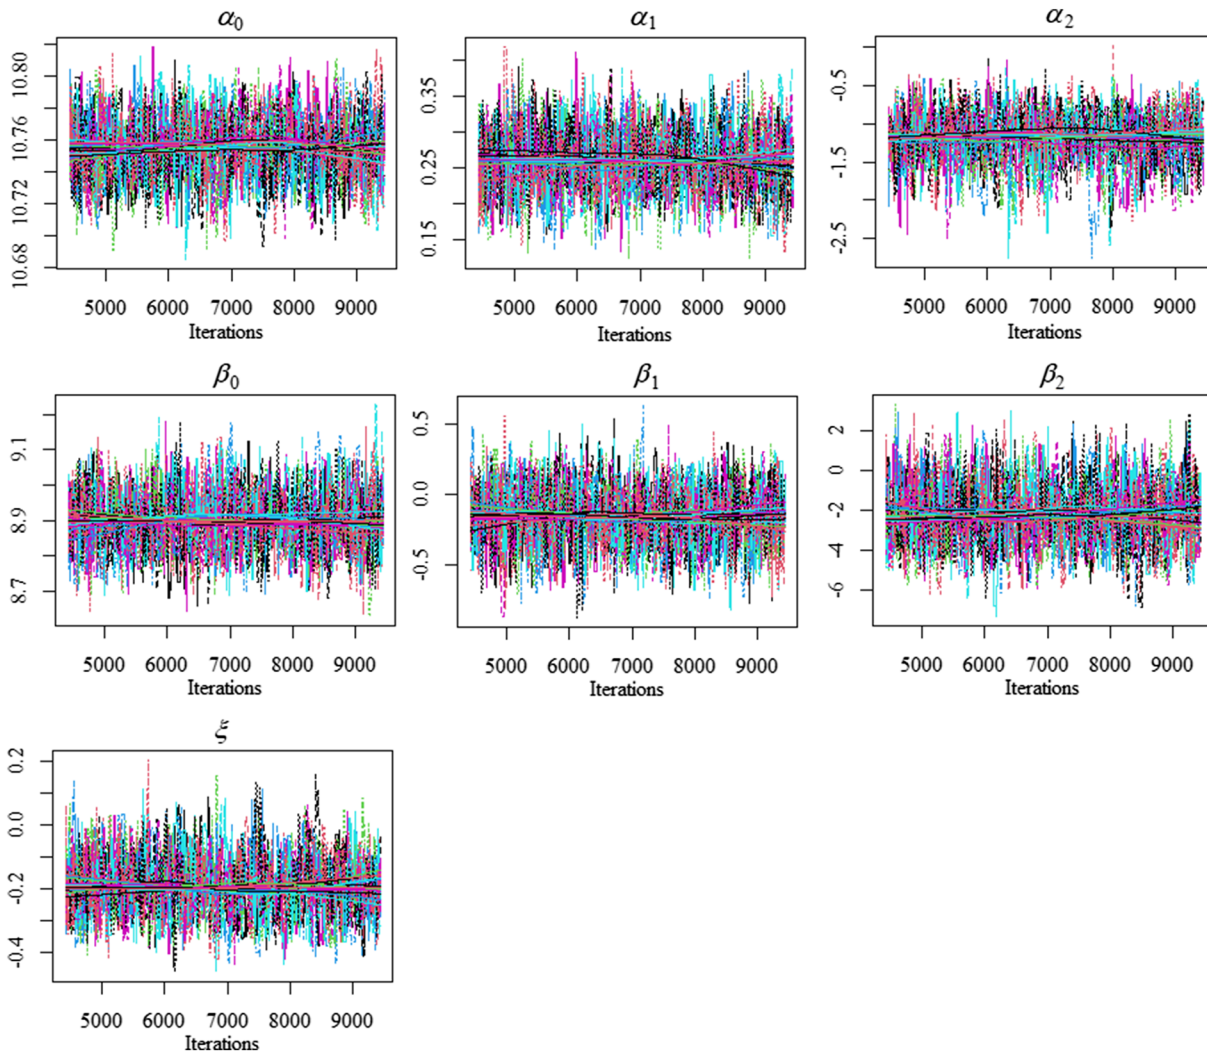 α0 α1 α2
10.80 10.76 10.72 10.68
0.35 0.25 0.15
-0.5 -1.5 -2.5
5000 6000 7000 8000 9000
Iterations
5000 6000 7000 8000 9000
Iterations
5000 6000 7000 8000 9000
Iterations
β0 β1 β2
9.1 8.9 8.7
0.5 0.0 -0.5
2 0 -2 -4 -6
5000 6000 7000 8000 9000
Iterations
5000 6000 7000 8000 9000
Iterations
5000 6000 7000 8000 9000
Iterations
ξ
0.2 0.0 -0.2 -0.4
5000 6000 7000 8000 9000
Iterations